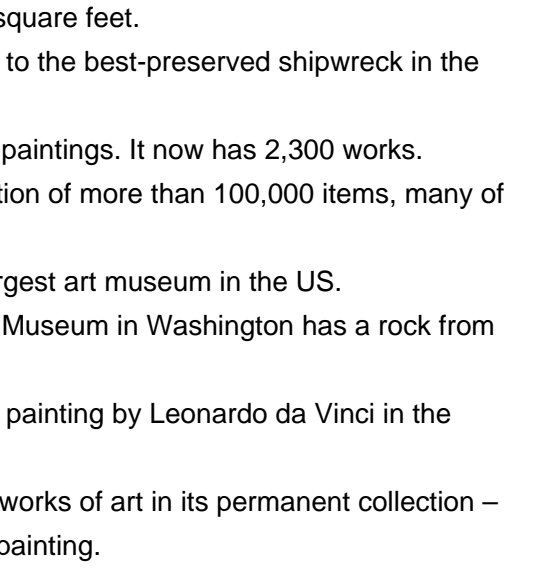 square feet.
to the best-preserved shipwreck in the
paintings. It now has 2,300 works.
tion of more than 100,000 items, many of
rgest art museum in the US.
Museum in Washington has a rock from
painting by Leonardo da Vinci in the
works of art in its permanent collection –
painting.